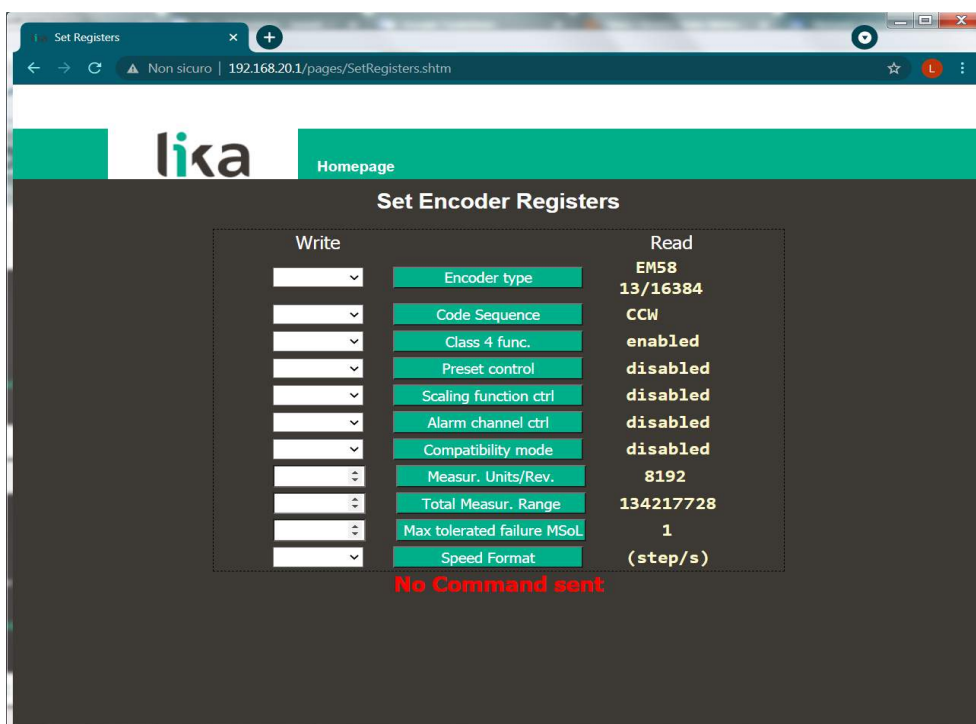 Set Registers
Non sicuro | 192.168.20.1/pages/SetRegisters.shtm
L
lika
Homepage
Set Encoder Registers
Write Read
Encoder type EM58
13/16384
Code Sequence CCW
Class 4 func. enabled
Preset control disabled
Scaling function ctrl disabled
Alarm channel ctrl disabled
Compatibility mode disabled
Measur. Units/Rev. 8192
Total Measur. Range 134217728
Max tolerated failure MSoL 1
Speed Format (step/s)
No Command sent